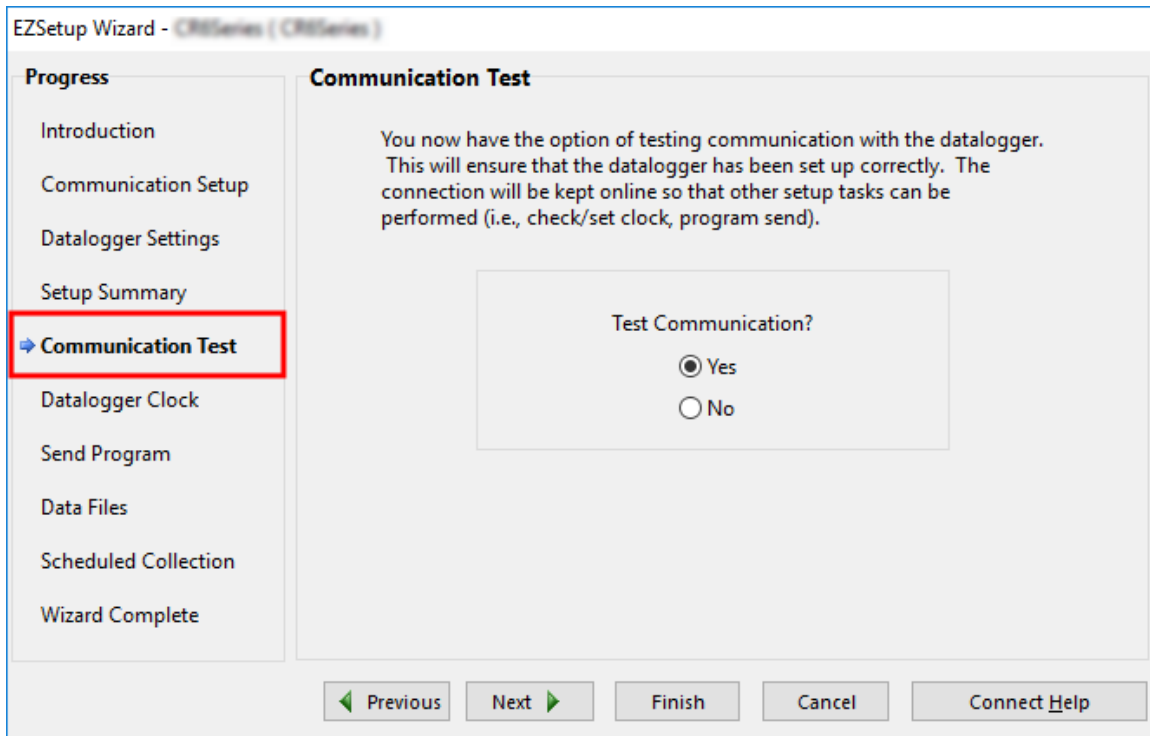 EZSetup Wizard - CR6Series ( CR6Series )
Progress
Introduction
Communication Setup
Datalogger Settings
Setup Summary
Communication Test
Datalogger Clock
Send Program
Data Files
Scheduled Collection
Wizard Complete
Communication Test
You now have the option of testing communication with the datalogger.
This will ensure that the datalogger has been set up correctly. The
connection will be kept online so that other setup tasks can be
performed (i.e., check/set clock, program send).
Test Communication?
Yes
No
Previous
Next
Finish
Cancel
Connect Help